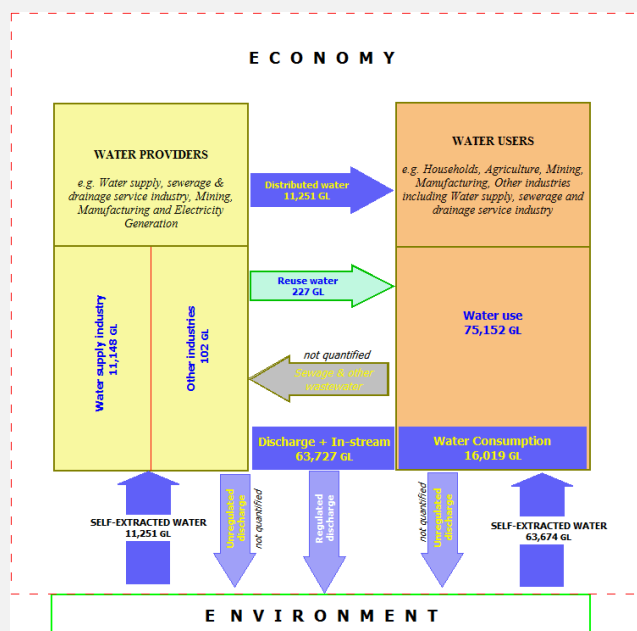 ECONOMY
WATER PROVIDERS
e.g. Water supply, sewerage &
drainage service industry, Mining,
Manufacturing and Electricity
Generation
WATER USERS
e.g. Households, Agriculture, Mining,
Manufacturing, Other industries
including Water supply, sewerage and
drainage service industry
Distributed water
11,251 GL
Reuse water
227 GL
Water supply industry
11,148 GL
Other industries
102 GL
Water use
75,152 GL
not quantified
Sewage & other
wastewater
Discharge + In-stream
63,727 GL
Water Consumption
16,019 GL
SELF-EXTRACTED WATER
11,251 GL
Unregulated
discharge
not quantified
Regulated
discharge
not quantified
Unregulated
discharge
SELF-EXTRACTED WATER
63,674 GL
ENVIRONMENT